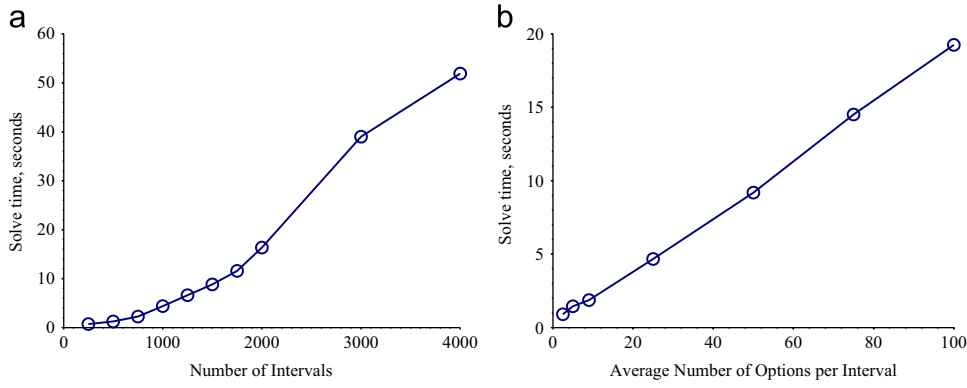 a
60
50
40
30
20
10
0
Solve time, seconds
0 1000 2000 3000 4000
Number of Intervals
b
20
15
10
5
0
Solve time, seconds
0 20 40 60 80 100
Average Number of Options per Interval